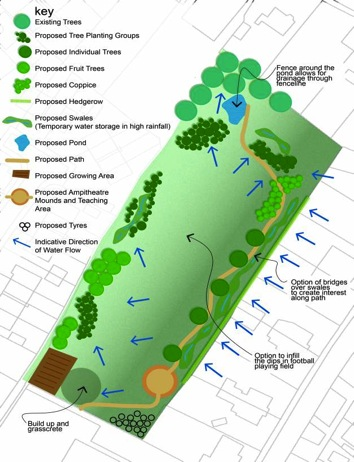 key
Existing Trees
Proposed Tree Planting Groups
Proposed Individual Trees
Proposed Fruit Trees
Proposed Coppice
Proposed Hedgerow
Proposed Swales
(Temporary water storage in high rainfall)
Proposed Pond
Proposed Path
Proposed Growing Area
Proposed Ampitheatre
Mounds and Teaching
Area
Proposed Tyres
Indicative Direction
of Water Flow
Fence around the
pond allows for
drainage through
fenceline
Option of bridges
over swales
to create interest
along path
Option to infill
the dips in football
playing field
Build up and
grasscrete